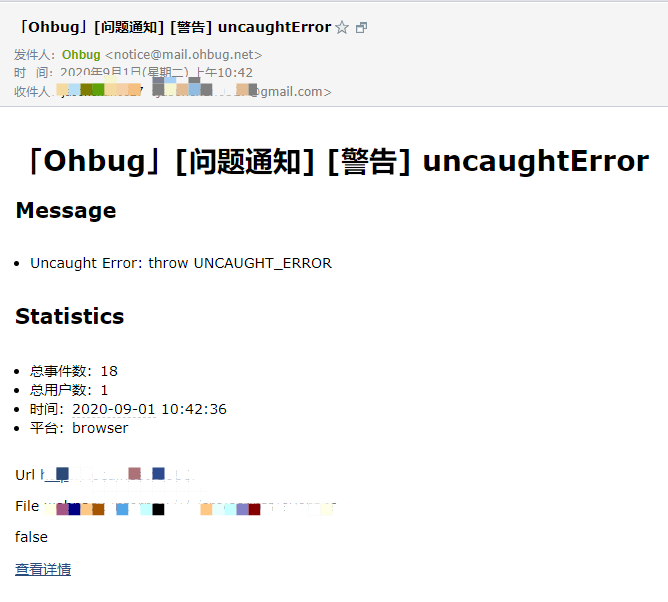 「Ohbug」[问题通知] [警告] uncaughtError
发件人：Ohbug <notice@mail.ohbug.net>
时 间：2020年9月1日(星期二) 上午10:42
收件人： @gmail.com>
「Ohbug」[问题通知] [警告] uncaughtError
Message
Uncaught Error: throw UNCAUGHT_ERROR
Statistics
总事件数：18
总用户数：1
时间：2020-09-01 10:42:36
平台：browser
Url
File
false
查看详情